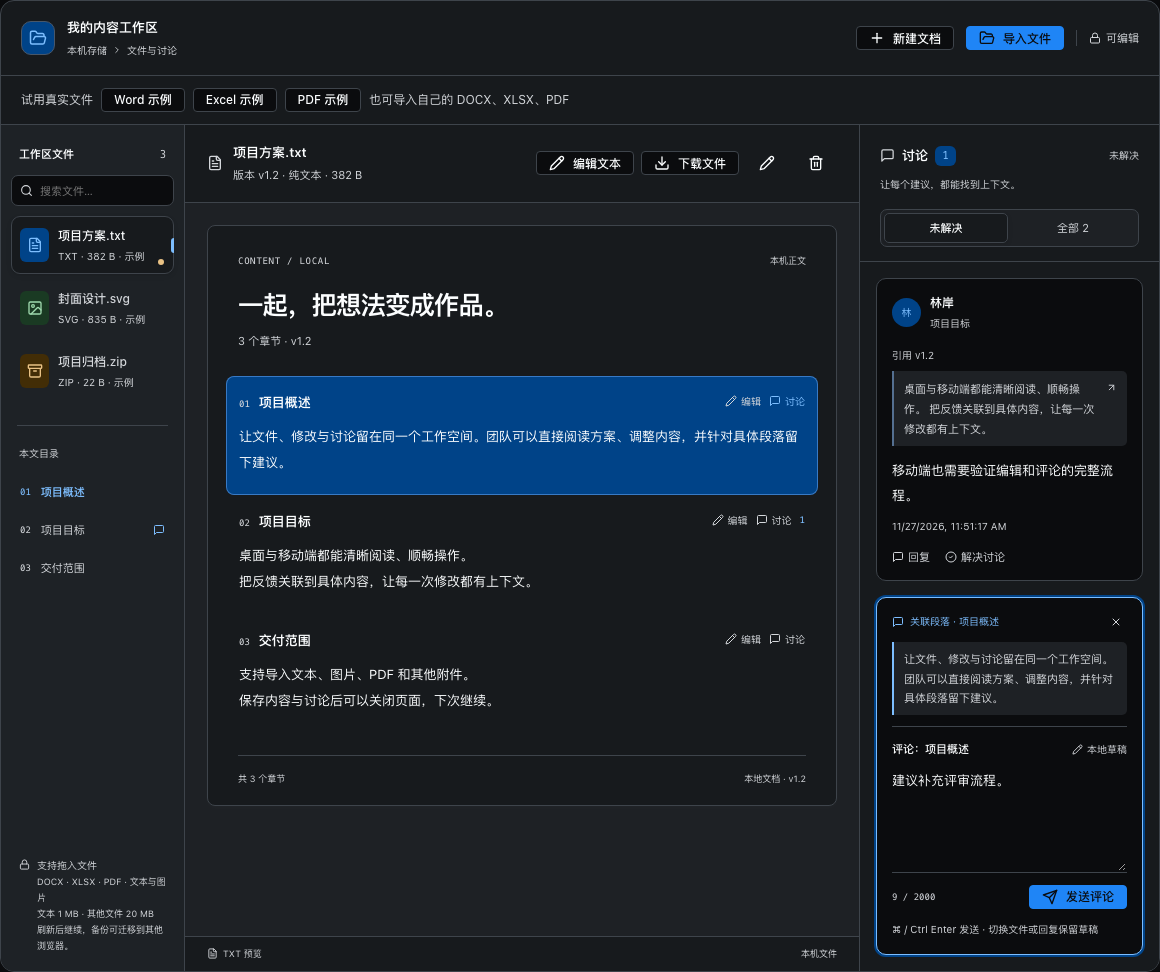 我的内容工作区
本机存储 › 文件与讨论
新建文档
导入文件
可编辑
试用真实文件 Word 示例 Excel 示例 PDF 示例 也可导入自己的 DOCX、XLSX、PDF
工作区文件 3
搜索文件...
项目方案.txt
TXT · 382 B · 示例
封面设计.svg
SVG · 835 B · 示例
项目归档.zip
ZIP · 22 B · 示例
本文目录
01 项目概述
02 项目目标
03 交付范围
支持拖入文件
DOCX · XLSX · PDF · 文本与图
片
文本 1 MB · 其他文件 20 MB
刷新后继续，备份可迁移到其他
浏览器。
项目方案.txt
版本 v1.2 · 纯文本 · 382 B
编辑文本
下载文件
CONTENT / LOCAL
本机正文
一起，把想法变成作品。
3 个章节 · v1.2
01 项目概述
编辑 讨论
让文件、修改与讨论留在同一个工作空间。团队可以直接阅读方案、调整内容，并针对具体段落留
下建议。
02 项目目标
编辑 讨论 1
桌面与移动端都能清晰阅读、顺畅操作。
把反馈关联到具体内容，让每一次修改都有上下文。
03 交付范围
编辑 讨论
支持导入文本、图片、PDF 和其他附件。
保存内容与讨论后可以关闭页面，下次继续。
共 3 个章节
本地文档 · v1.2
TXT 预览
本机文件
讨论 1
未解决
让每个建议，都能找到上下文。
未解决
全部 2
林
林岸
项目目标
引用 v1.2
桌面与移动端都能清晰阅读、顺畅操
作。 把反馈关联到具体内容，让每一次
修改都有上下文。
移动端也需要验证编辑和评论的完整流
程。
11/27/2026, 11:51:17 AM
回复 解决讨论
关联段落 · 项目概述
让文件、修改与讨论留在同一个工作空间。
团队可以直接阅读方案、调整内容，并针对
具体段落留下建议。
评论：项目概述
本地草稿
建议补充评审流程。
9 / 2000
发送评论
⌘ / Ctrl Enter 发送 · 切换文件或回复保留草稿